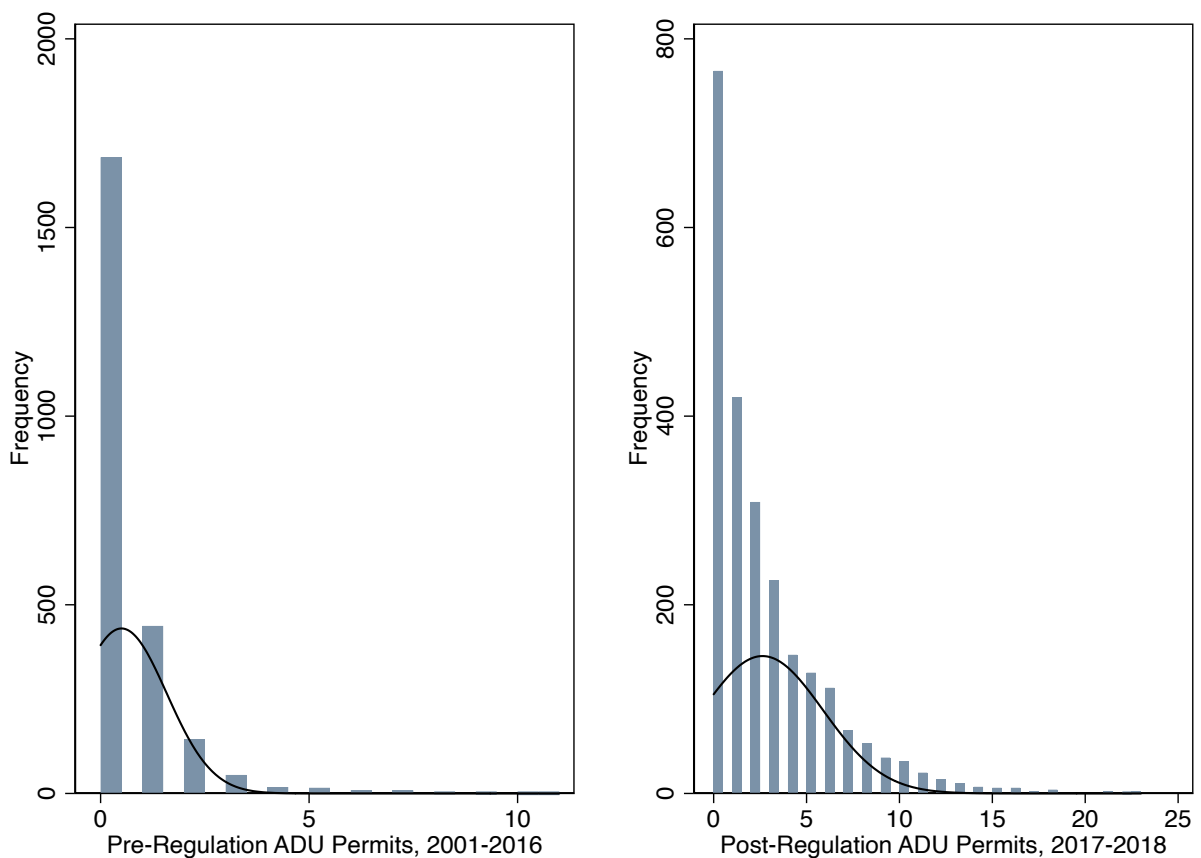 2000
1500
1000
500
0
Frequency
0 5 10
Pre-Regulation ADU Permits, 2001-2016
800
600
400
200
0
Frequency
0 5 10 15 20 25
Post-Regulation ADU Permits, 2017-2018